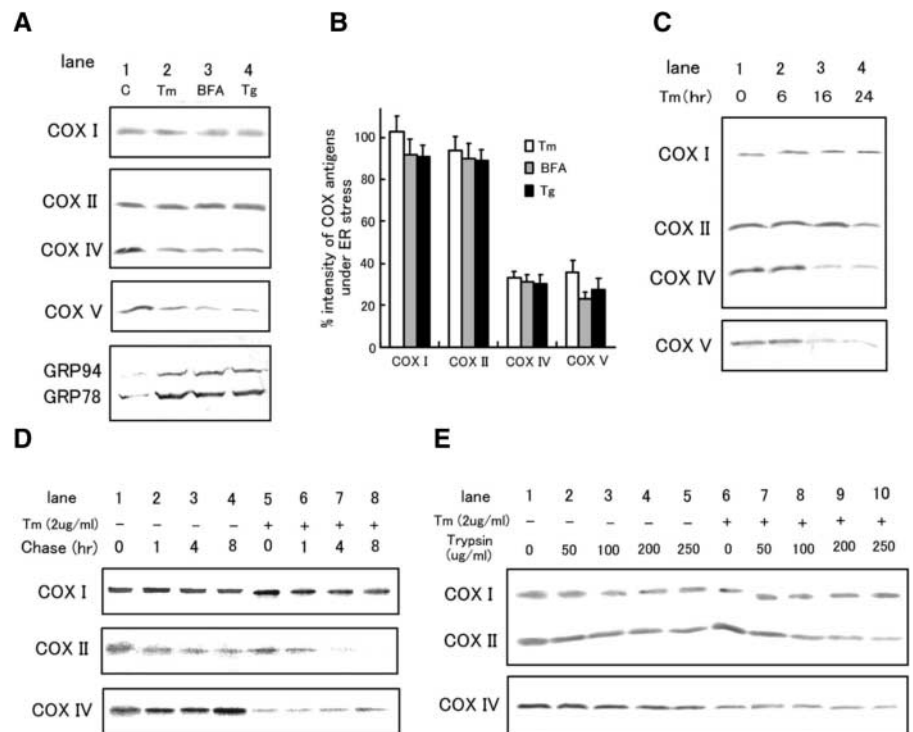 A
lane 1 2 3 4
C Tm BFA Tg
COX I
COX II
COX IV
COX V
GRP94
GRP78
B
% intensity of COX antigens
under ER stress
100
80
60
40
20
0
Tm
BFA
Tg
COX I COX II COX IV COX V
C
lane 1 2 3 4
Tm(hr) 0 6 16 24
COX I
COX II
COX IV
COX V
D
lane 1 2 3 4 5 6 7 8
Tm (2ug/ml) − − − − + + + +
Chase (hr) 0 1 4 8 0 1 4 8
COX I
COX II
COX IV
E
lane 1 2 3 4 5 6 7 8 9 10
Tm (2ug/ml) − − − − − + + + + +
Trypsin
(ug/ml) 0 50 100 200 250 0 50 100 200 250
COX I
COX II
COX IV